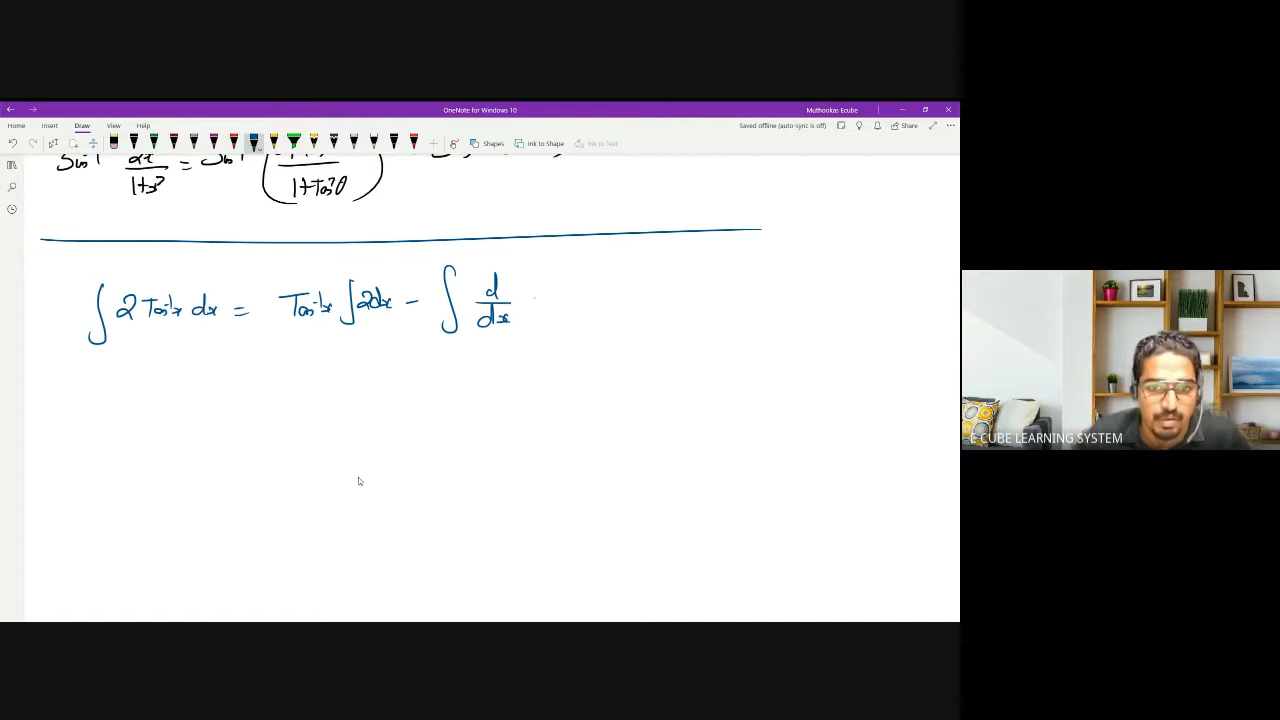 OneNote for Windows 10
Muthookas Ecube
Home Insert Draw View Help
Saved offline (auto-sync is off) Share
Shapes Ink to Shape Ink to Text
1+x² = 1+Tan²θ
∫ 2 Tan⁻¹x dx = Tan⁻¹x ∫2dx − ∫ d/dx
E CUBE LEARNING SYSTEM